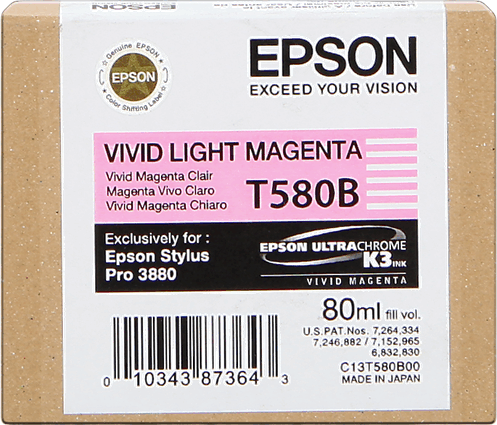 Genuine EPSON
EPSON
Color Shifting Label
EPSON
EXCEED YOUR VISION
VIVID LIGHT MAGENTA
Vivid Magenta Clair
Magenta Vivo Claro
Vivid Magenta Chiaro
T580B
Exclusively for :
Epson Stylus
Pro 3880
EPSON ULTRACHROME
K3 INK
VIVID MAGENTA
80ml fill vol.
U.S.PAT.Nos. 7,264,334
7,246,882 / 7,152,965
6,832,830
C13T580B00
MADE IN JAPAN
0 10343 87364 3